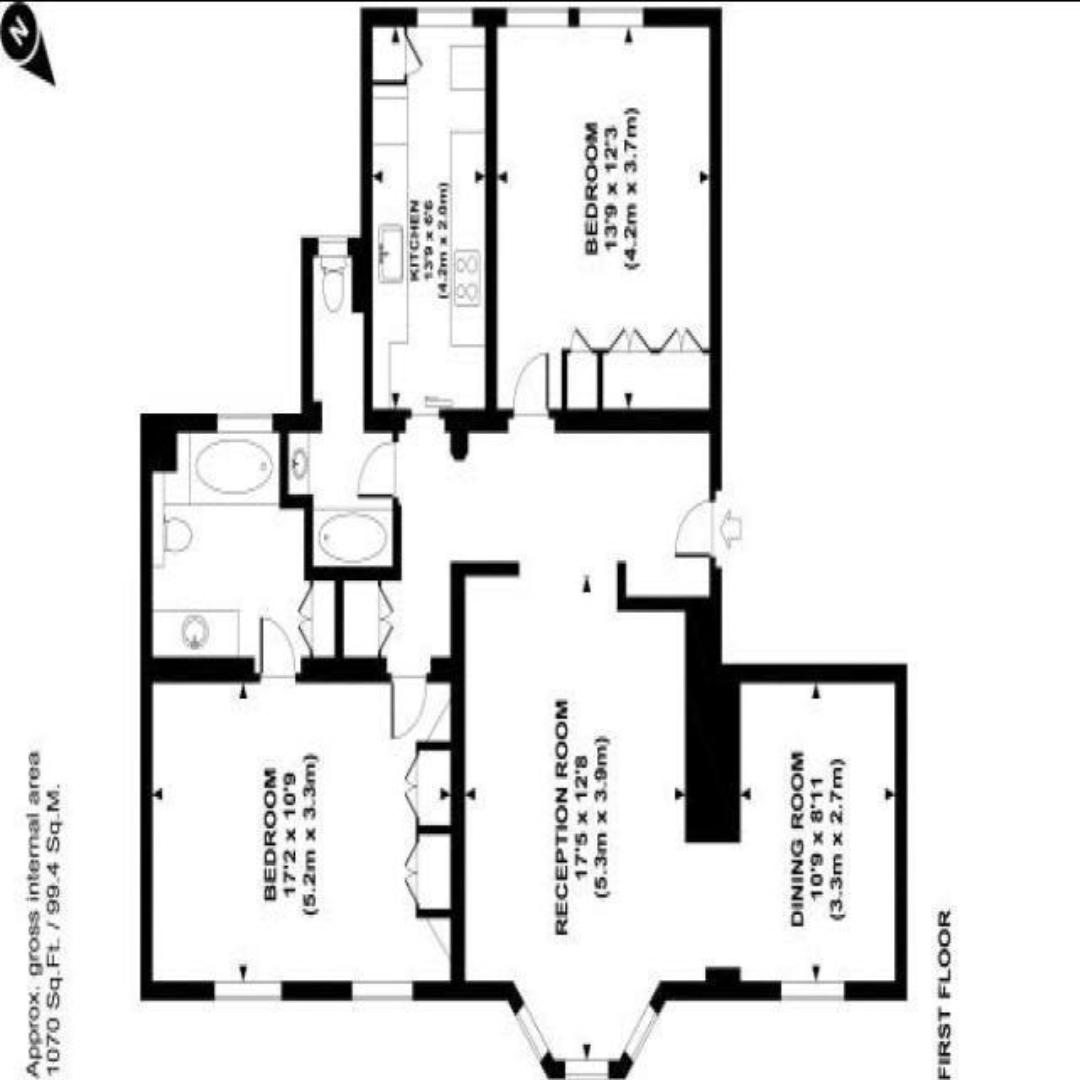 N
KITCHEN
13'9 x 6'6
(4.2m x 2.0m)
BEDROOM
13'9 x 12'3
(4.2m x 3.7m)
BEDROOM
17'2 x 10'9
(5.2m x 3.3m)
RECEPTION ROOM
17'5 x 12'8
(5.3m x 3.9m)
DINING ROOM
10'9 x 8'11
(3.3m x 2.7m)
Approx. gross internal area
1070 Sq.Ft. / 99.4 Sq.M.
FIRST FLOOR